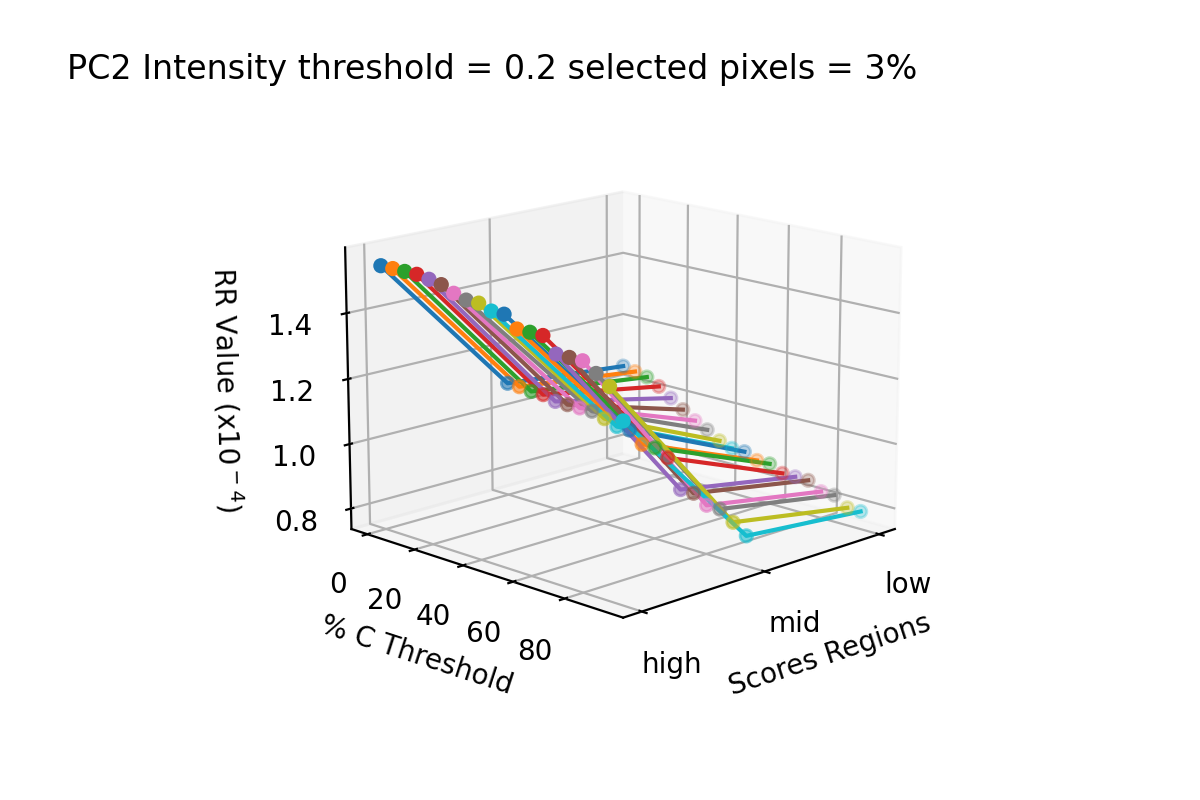 PC2 Intensity threshold = 0.2 selected pixels = 3%
RR Value (x10⁻⁴)
1.4
1.2
1.0
0.8
0
20
40
60
80
% C Threshold
high
mid
low
Scores Regions